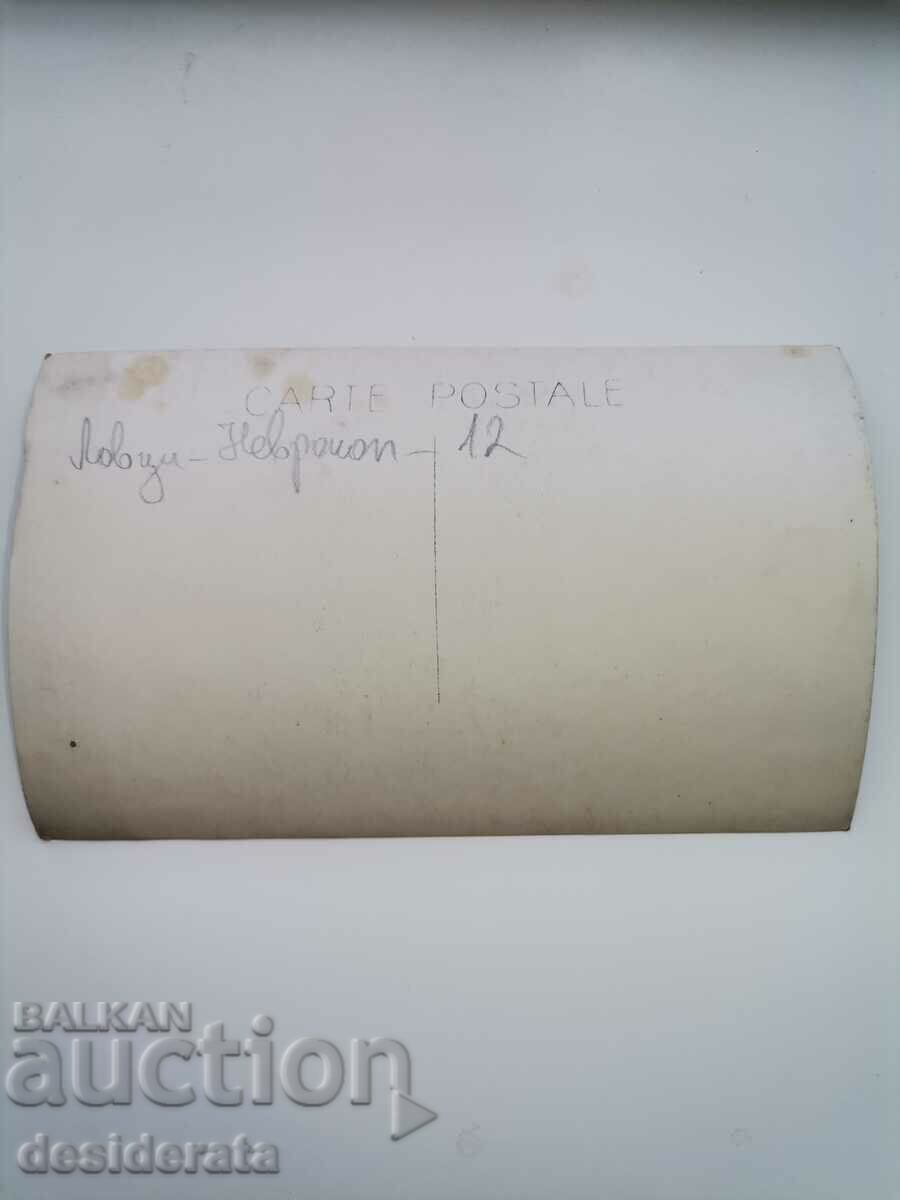 CARTE POSTALE
Ловци - Неврокоп - 12
BALKAN
auction
desiderata